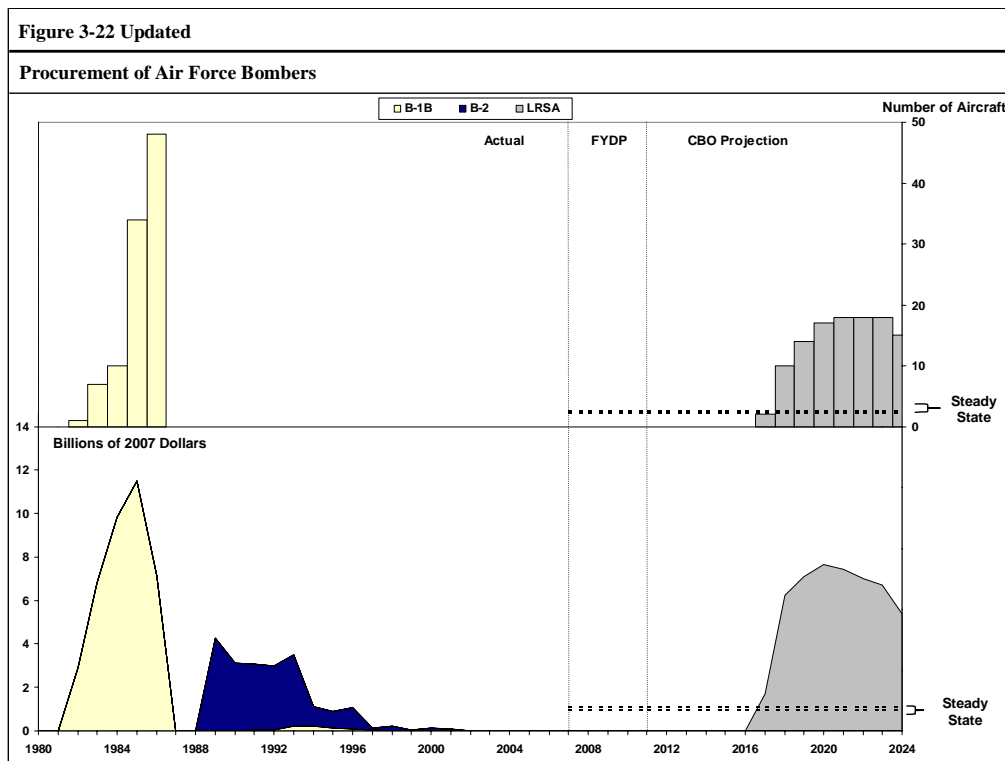 Figure 3-22 Updated
Procurement of Air Force Bombers
B-1B B-2 LRSA
Number of Aircraft
50
Actual FYDP CBO Projection
40
30
20
10
Steady
State
14 0
Billions of 2007 Dollars
12
10
8
6
4
2
Steady
State
0
1980 1984 1988 1992 1996 2000 2004 2008 2012 2016 2020 2024